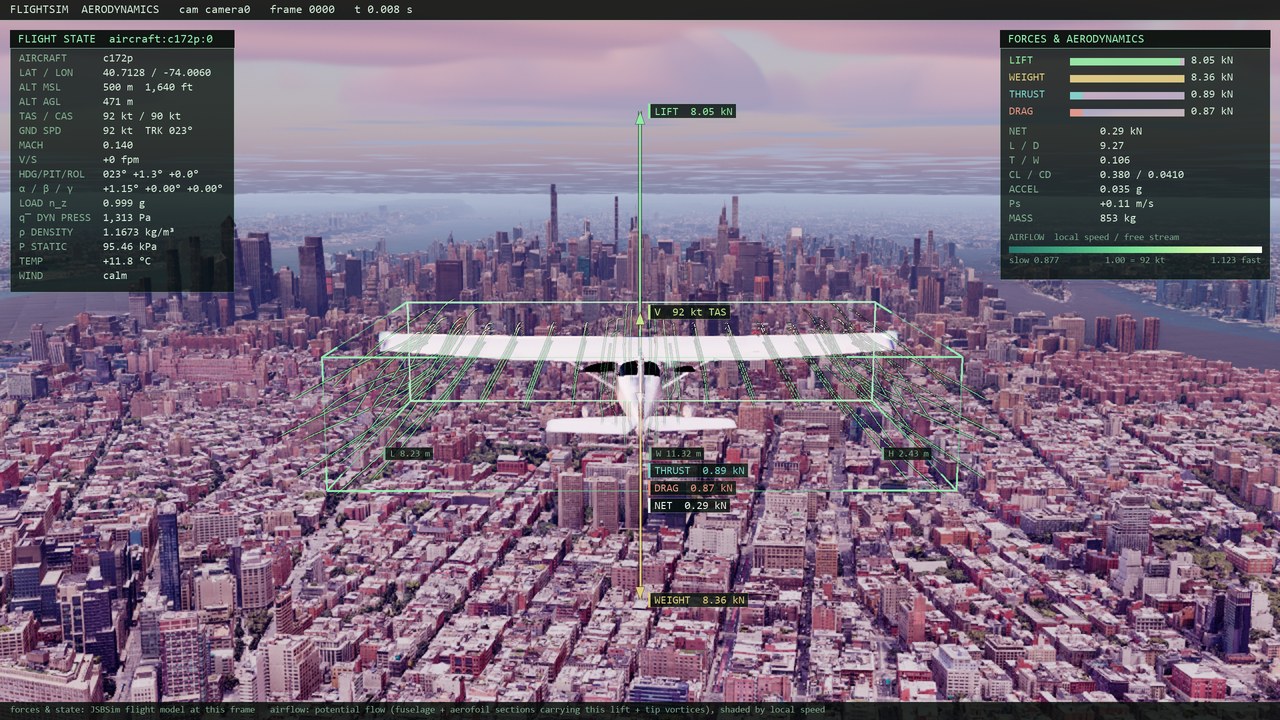 FLIGHTSIM AERODYNAMICS cam camera0 frame 0000 t 0.008 s
FLIGHT STATE aircraft:c172p:0
AIRCRAFT c172p
LAT / LON 40.7128 / -74.0060
ALT MSL 500 m 1,640 ft
ALT AGL 471 m
TAS / CAS 92 kt / 90 kt
GND SPD 92 kt TRK 023°
MACH 0.140
V/S +0 fpm
HDG/PIT/ROL 023° +1.3° +0.0°
α / β / γ +1.15° +0.00° +0.00°
LOAD n_z 0.999 g
q¯ DYN PRESS 1,313 Pa
ρ DENSITY 1.1673 kg/m³
P STATIC 95.46 kPa
TEMP +11.8 °C
WIND calm
FORCES & AERODYNAMICS
LIFT 8.05 kN
WEIGHT 8.36 kN
THRUST 0.89 kN
DRAG 0.87 kN
NET 0.29 kN
L / D 9.27
T / W 0.106
CL / CD 0.380 / 0.0410
ACCEL 0.035 g
Ps +0.11 m/s
MASS 853 kg
AIRFLOW local speed / free stream
slow 0.877 1.00 = 92 kt 1.123 fast
LIFT 8.05 kN
V 92 kt TAS
L 8.23 m
W 11.32 m
H 2.43 m
THRUST 0.89 kN
DRAG 0.87 kN
NET 0.29 kN
WEIGHT 8.36 kN
forces & state: JSBSim flight model at this frame airflow: potential flow (fuselage + aerofoil sections carrying this lift + tip vortices), shaded by local speed